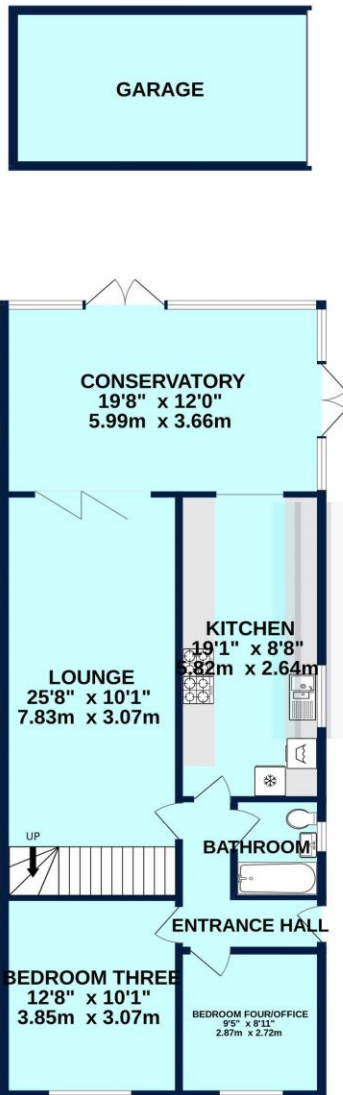 GARAGE
CONSERVATORY
19'8" x 12'0"
5.99m x 3.66m
KITCHEN
19'1" x 8'8"
5.82m x 2.64m
LOUNGE
25'8" x 10'1"
7.83m x 3.07m
UP
BATHROOM
ENTRANCE HALL
BEDROOM THREE
12'8" x 10'1"
3.85m x 3.07m
BEDROOM FOUR/OFFICE
9'5" x 8'11"
2.87m x 2.72m